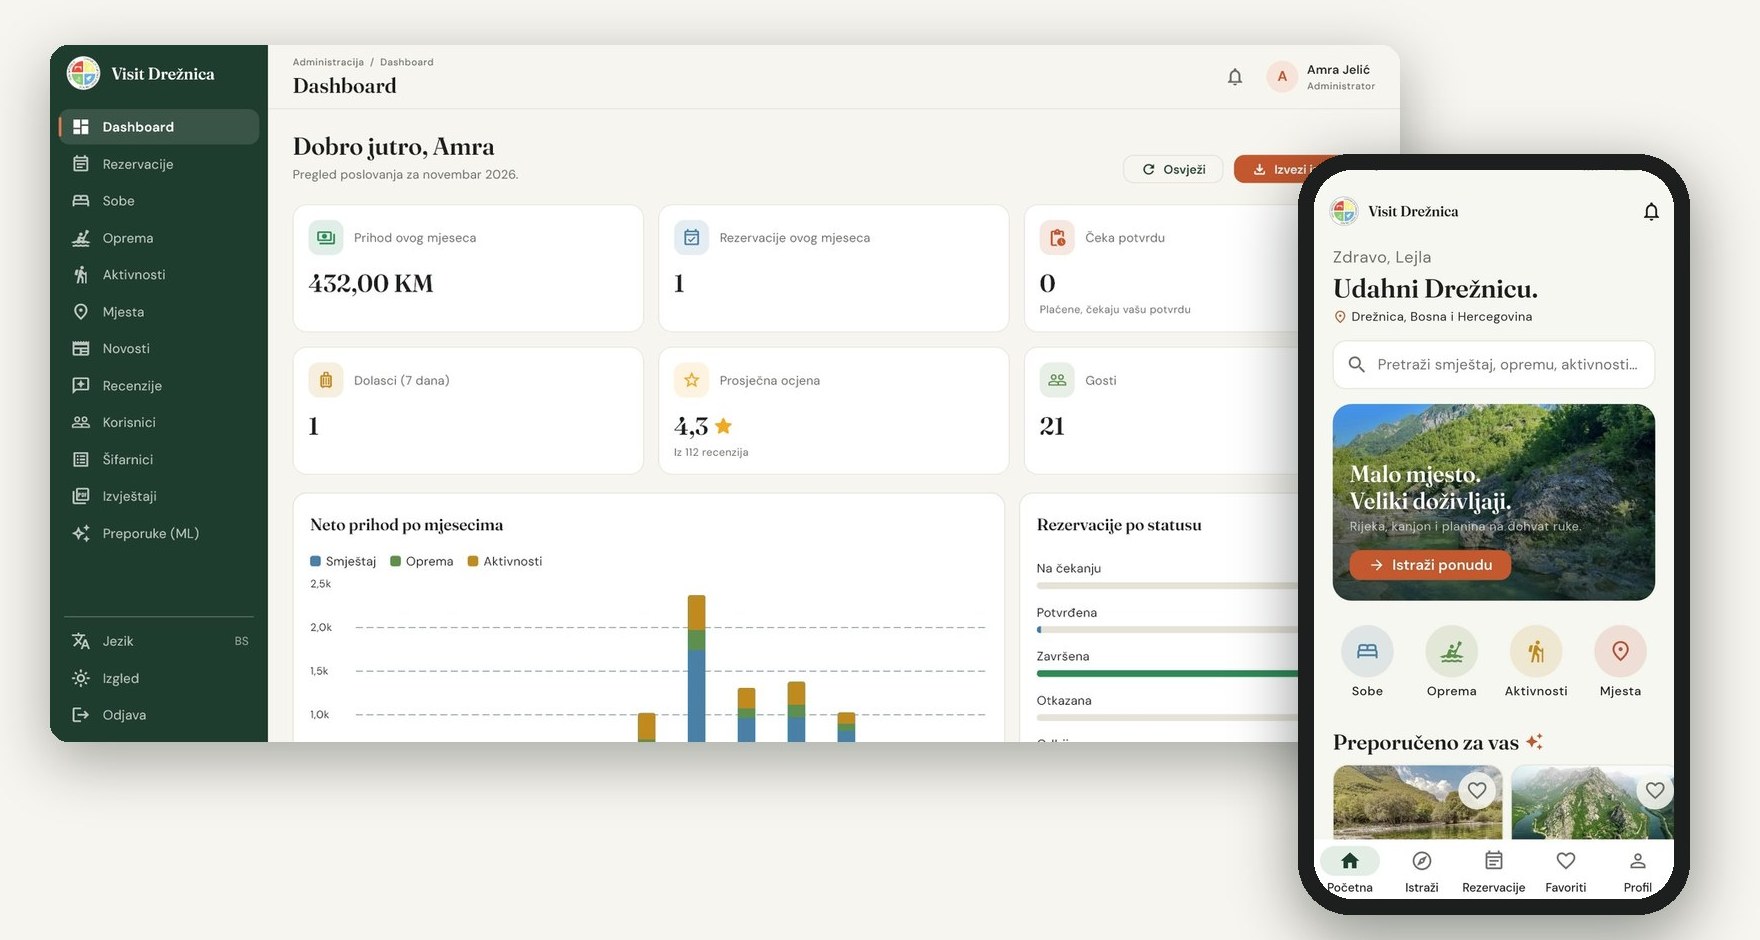 Visit Drežnica
Dashboard
Rezervacije
Sobe
Oprema
Aktivnosti
Mjesta
Novosti
Recenzije
Korisnici
Šifarnici
Izvještaji
Preporuke (ML)
Jezik BS
Izgled
Odjava
Administracija / Dashboard
Dashboard
A
Amra Jelić
Administrator
Dobro jutro, Amra
Pregled poslovanja za novembar 2026.
Osvježi
Izvezi
Prihod ovog mjeseca
432,00 KM
Rezervacije ovog mjeseca
1
Čeka potvrdu
0
Plaćene, čekaju vašu potvrdu
Dolasci (7 dana)
1
Prosječna ocjena
4,3
Iz 112 recenzija
Gosti
21
Neto prihod po mjesecima
Smještaj Oprema Aktivnosti
2,5k
2,0k
1,5k
1,0k
Rezervacije po statusu
Na čekanju
Potvrđena
Završena
Otkazana
Visit Drežnica
Zdravo, Lejla
Udahni Drežnicu.
Drežnica, Bosna i Hercegovina
Pretraži smještaj, opremu, aktivnosti...
Malo mjesto.
Veliki doživljaji.
Rijeka, kanjon i planina na dohvat ruke.
Istraži ponudu
Sobe Oprema Aktivnosti Mjesta
Preporučeno za vas
Početna Istraži Rezervacije Favoriti Profil